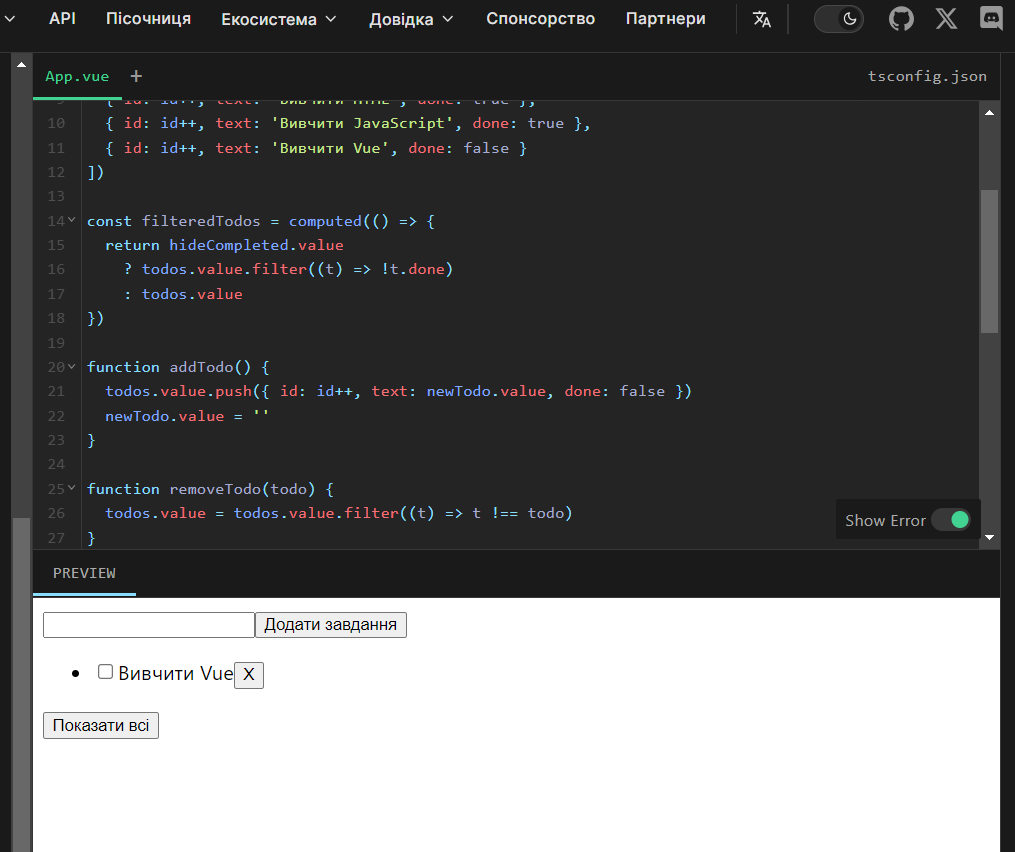 API Пісочниця Екосистема Довідка Спонсорство Партнери
App.vue + tsconfig.json
9 { id: id++, text: 'Вивчити HTML', done: true },
10 { id: id++, text: 'Вивчити JavaScript', done: true },
11 { id: id++, text: 'Вивчити Vue', done: false }
12 ])
13
14 const filteredTodos = computed(() => {
15 return hideCompleted.value
16 ? todos.value.filter((t) => !t.done)
17 : todos.value
18 })
19
20 function addTodo() {
21 todos.value.push({ id: id++, text: newTodo.value, done: false })
22 newTodo.value = ''
23 }
24
25 function removeTodo(todo) {
26 todos.value = todos.value.filter((t) => t !== todo)
Show Error
27 }
PREVIEW
Додати завдання
Вивчити Vue X
Показати всі